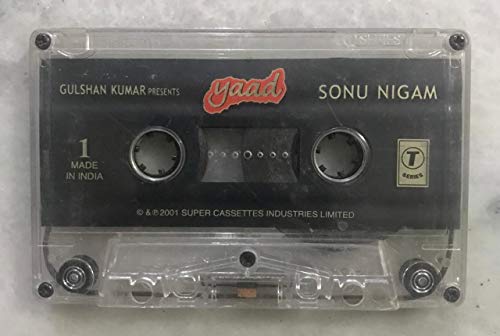 GULSHAN KUMAR PRESENTS
yaad
SONU NIGAM
1
MADE
IN INDIA
T
SERIES
© & ℗ 2001 SUPER CASSETTES INDUSTRIES LIMITED